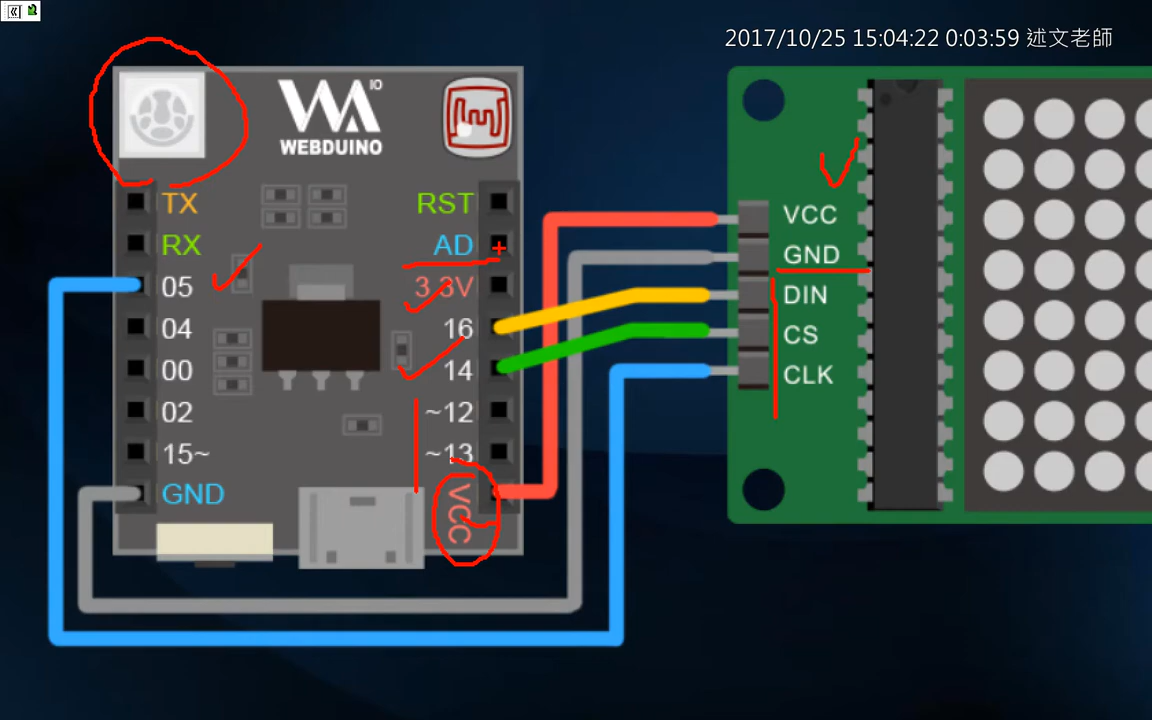 2017/10/25 15:04:22 0:03:59 述文老師
IO
WEBDUINO
TX
RX
05
04
00
02
15~
GND
RST
AD
3.3V
16
14
~12
~13
VCC
VCC
GND
DIN
CS
CLK